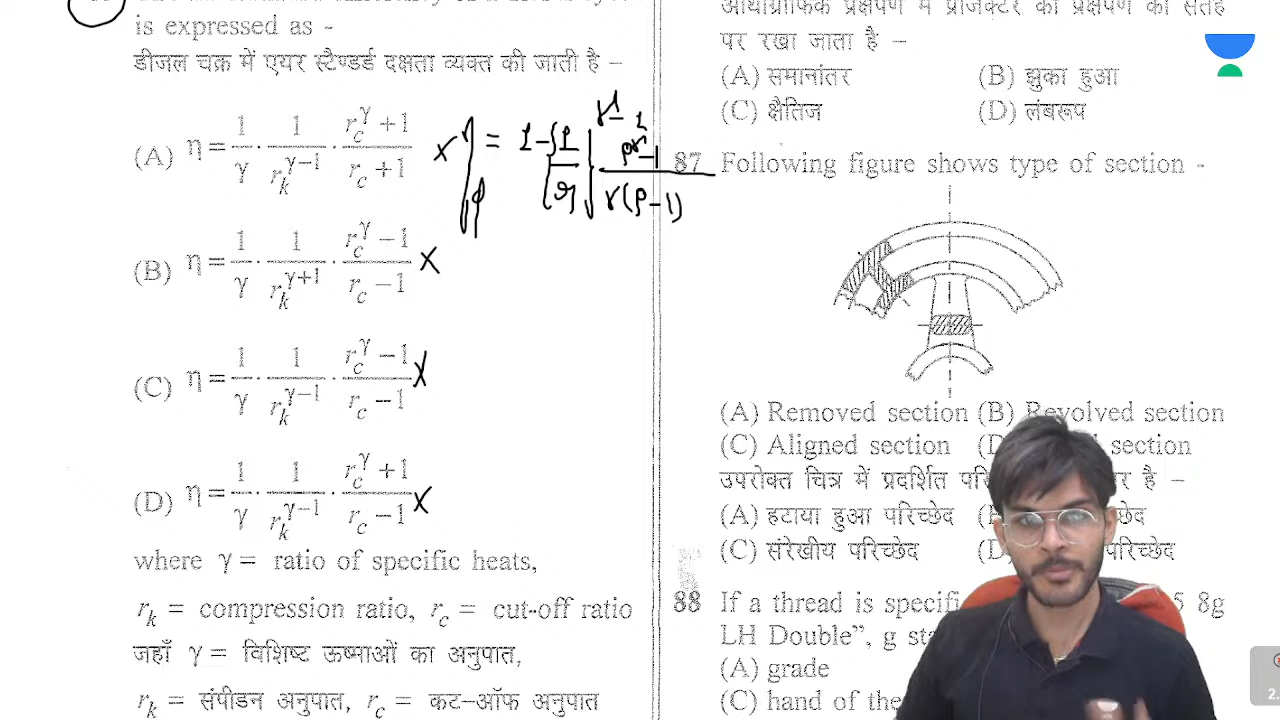 is expressed as -
डीजल चक्र में एयर स्टैण्डर्ड दक्षता व्यक्त की जाती है –
(A) η = 1/γ · 1/r_k^(γ−1) · (r_c^γ + 1)/(r_c + 1) ×
(B) η = 1/γ · 1/r_k^(γ+1) · (r_c^γ − 1)/(r_c − 1) ×
(C) η = 1/γ · 1/r_k^(γ−1) · (r_c^γ − 1)/(r_c − 1) ×
(D) η = 1/γ · 1/r_k^(γ−1) · (r_c^γ + 1)/(r_c − 1) ×
where γ = ratio of specific heats,
r_k = compression ratio, r_c = cut-off ratio
जहाँ γ = विशिष्ट ऊष्माओं का अनुपात,
r_k = संपीडन अनुपात, r_c = कट-ऑफ अनुपात
पर रखा जाता है –
(A) समानांतर (B) झुका हुआ
(C) क्षैतिज (D) लंबरूप
87 Following figure shows type of section -
(A) Removed section (B) Revolved section
(C) Aligned section section
उपरोक्त चित्र में प्रदर्शित है –
(A) हटाया हुआ परिच्छेद
(C) संरेखीय परिच्छेद परिच्छेद
88 If a thread is 8g
LH Double”, g
(A) grade
(C) hand of the